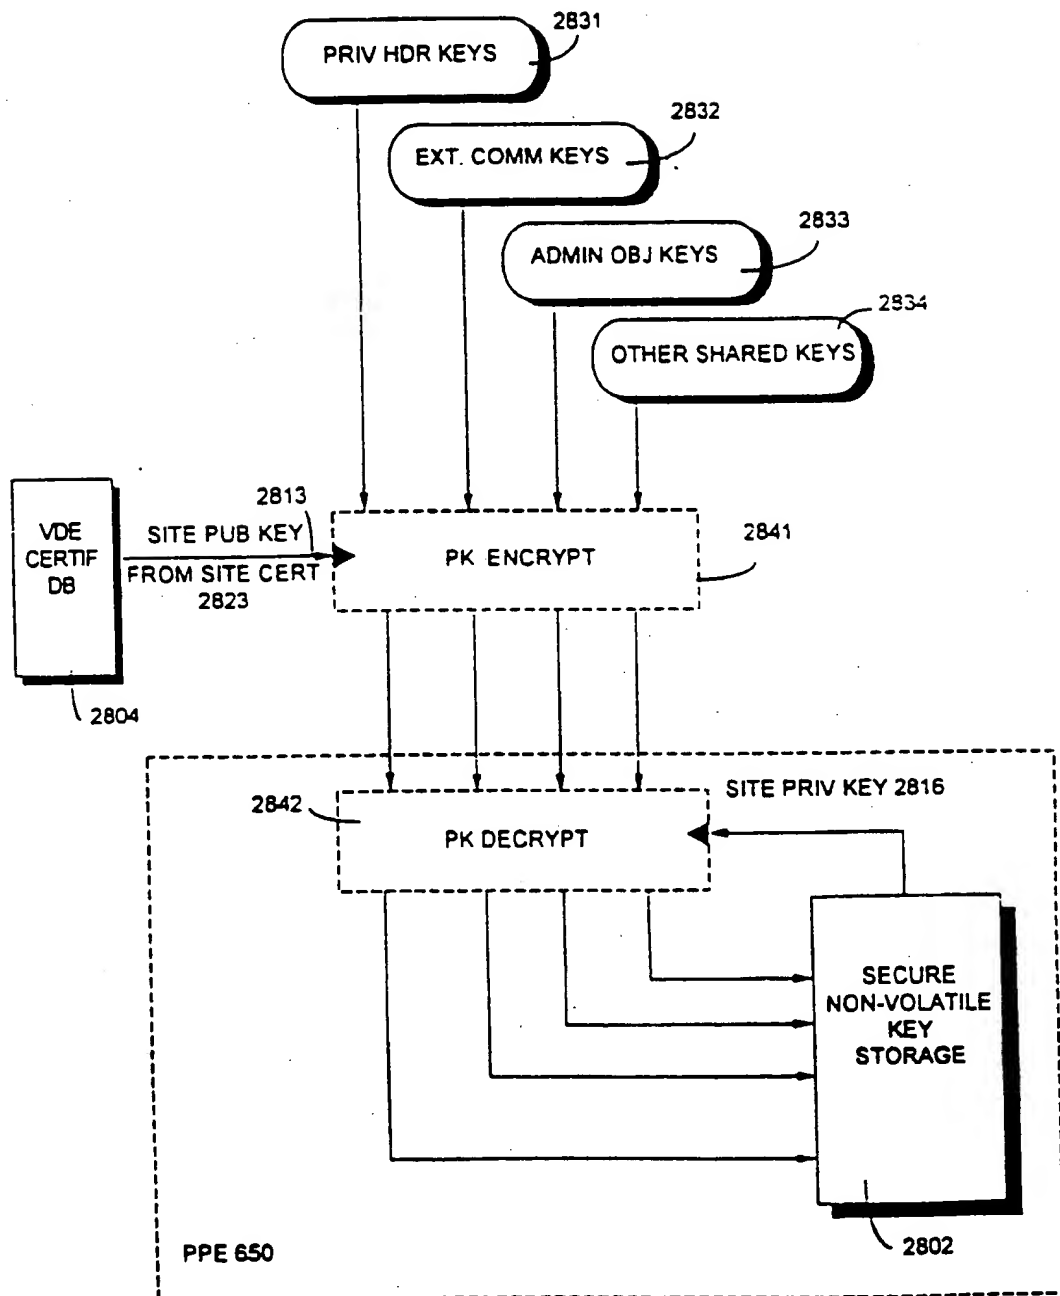 2831
PRIV HDR KEYS
2832
EXT. COMM KEYS
2833
ADMIN OBJ KEYS
2834
OTHER SHARED KEYS
2813
VDE
CERTIF
DB
SITE PUB KEY
FROM SITE CERT
2823
PK ENCRYPT
2841
2804
2842
PK DECRYPT
SITE PRIV KEY 2816
SECURE
NON-VOLATILE
KEY
STORAGE
2802
PPE 650